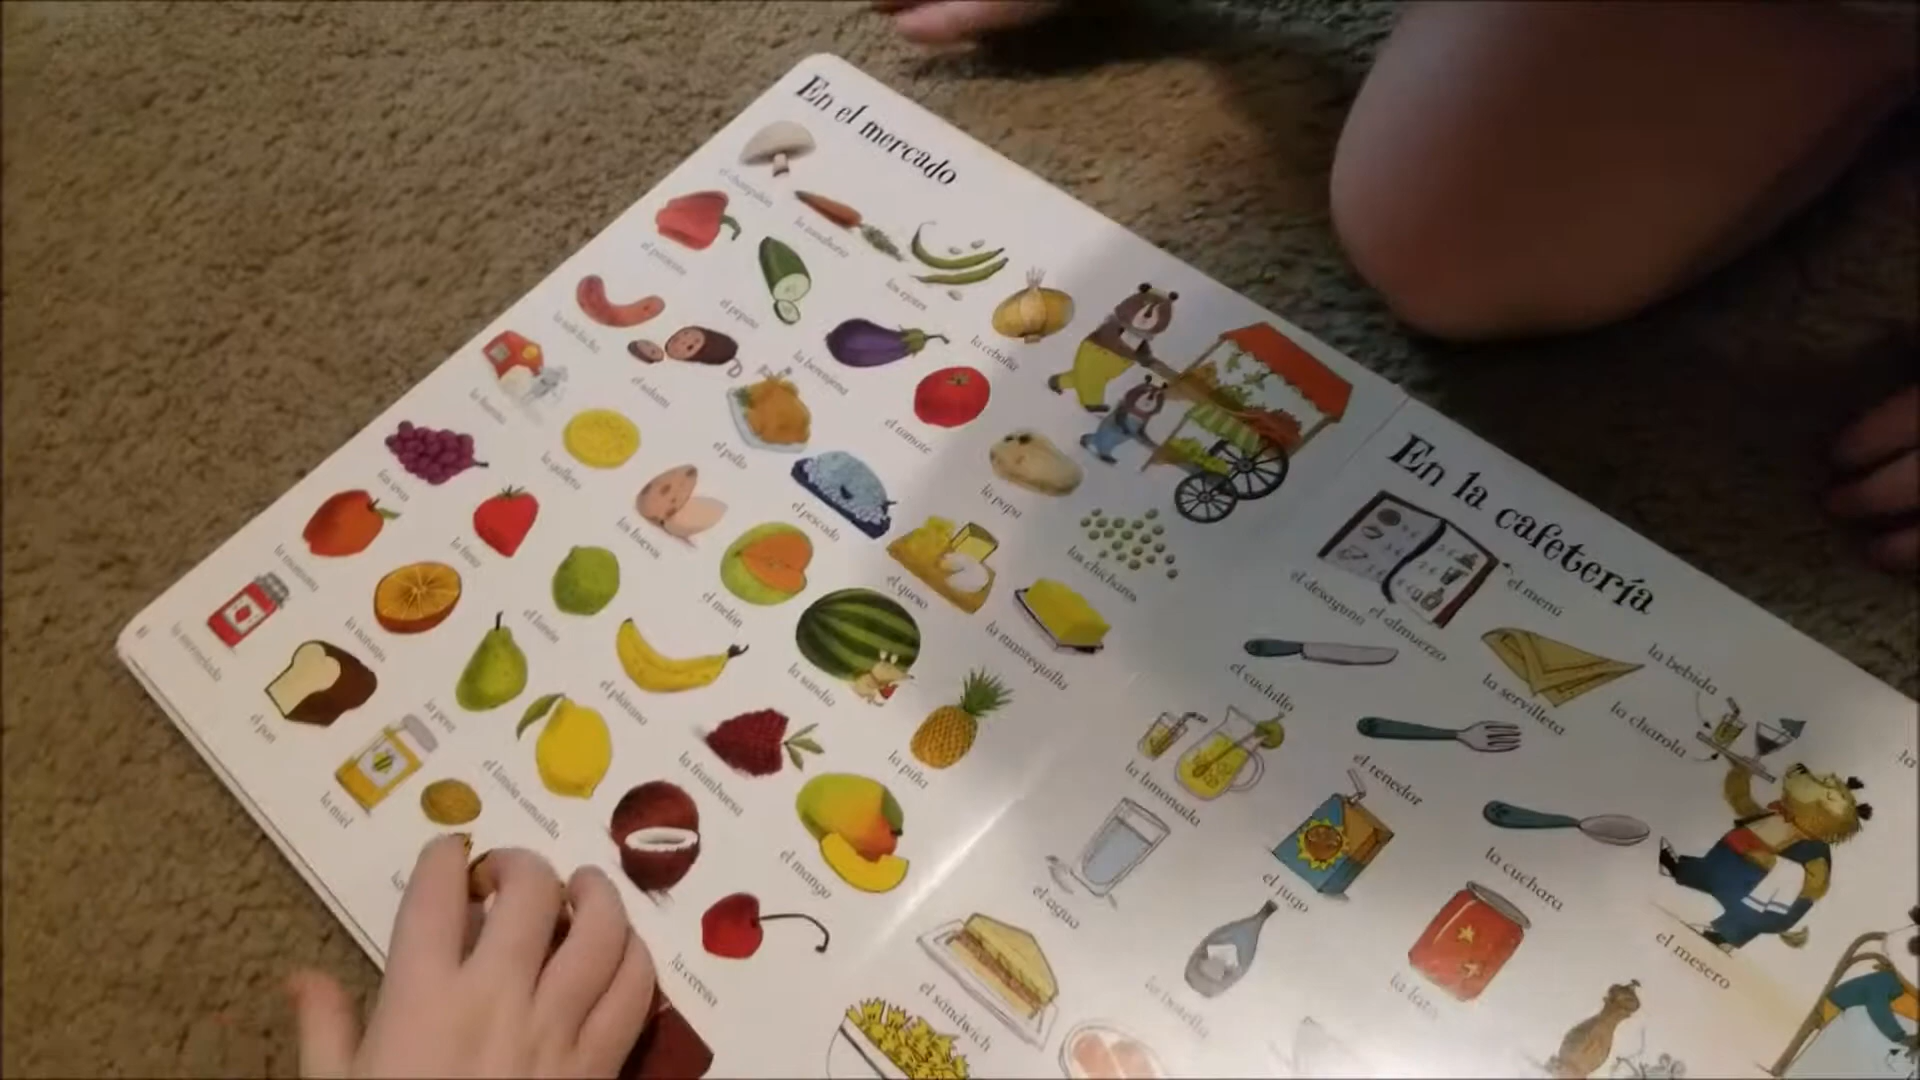 En el mercado
el champiñón
la zanahoria
los ejotes
la cebolla
el pimiento
el pepino
la berenjena
el tomate
la papa
los chícharos
la salchicha
el salami
el pollo
el pescado
el queso
la mantequilla
la harina
la galleta
los huevos
el melón
la sandía
la piña
las uvas
la fresa
el limón
el plátano
la frambuesa
el mango
la manzana
la naranja
la pera
el limón amarillo
la cereza
la mermelada
el pan
la miel
En la cafetería
el desayuno
el almuerzo
el menú
el cuchillo
la servilleta
la bebida
la charola
la limonada
el tenedor
el agua
el jugo
la cuchara
el mesero
el sándwich
la botella
la lata